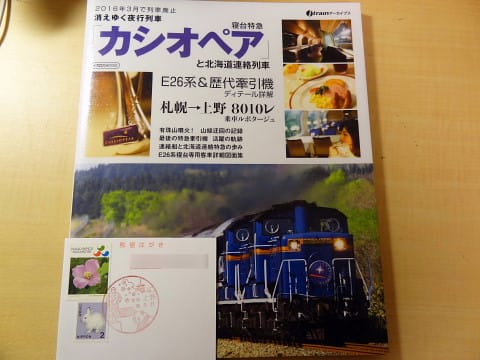 2016年3月で列車廃止
消えゆく夜行列車
寝台特急
「カシオペア」
と北海道連絡列車
E26系&歴代牽引機
ディテール詳解
札幌→上野 8010レ
乗車ルポタージュ
有珠山噴火! 山線迂回の記録
最後の特急牽引機 活躍の軌跡
連絡船と北海道連絡特急の歩み
E26系寝台専用客車詳細図面集
j train アーカイブス
CASSIOPEIA
郵便はがき
2
NIPPON